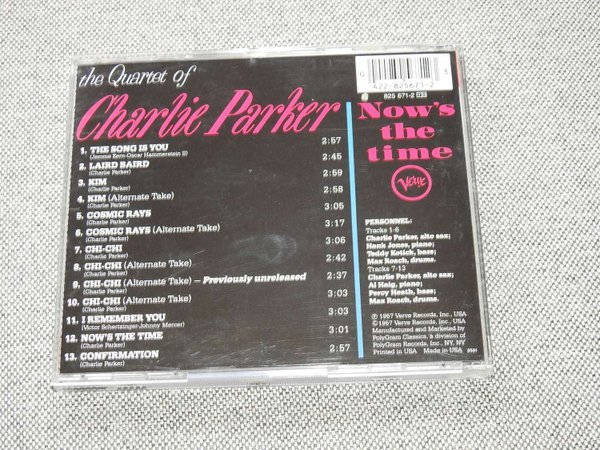 the Quartet of
Charlie Parker
1. THE SONG IS YOU 2:57
(Jerome Kern-Oscar Hammerstein II)
2. LAIRD BAIRD 2:45
(Charlie Parker)
3. KIM 2:59
(Charlie Parker)
4. KIM (Alternate Take) 2:58
(Charlie Parker)
5. COSMIC RAYS 3:05
(Charlie Parker)
6. COSMIC RAYS (Alternate Take) 3:17
(Charlie Parker)
7. CHI-CHI 3:06
(Charlie Parker)
8. CHI-CHI (Alternate Take) 2:42
(Charlie Parker)
9. CHI-CHI (Alternate Take) — Previously unreleased 2:37
(Charlie Parker)
10. CHI-CHI (Alternate Take) 3:03
(Charlie Parker)
11. I REMEMBER YOU 3:03
(Victor Schertzinger-Johnny Mercer)
12. NOW'S THE TIME 3:01
(Charlie Parker)
13. CONFIRMATION 2:57
(Charlie Parker)
422-825671-2
825 671-2
Now's
the
time
Verve
PERSONNEL:
Tracks 1-6
Charlie Parker, alto sax;
Hank Jones, piano;
Teddy Kotick, bass;
Max Roach, drums.
Tracks 7-13
Charlie Parker, alto sax;
Al Haig, piano;
Percy Heath, bass;
Max Roach, drums.
℗ 1957 Verve Records, Inc., USA
©1957 Verve Records, Inc., USA
Manufactured and Marketed by
PolyGram Classics, a division of
PolyGram Records, Inc., NY, NY
Printed in USA Made in USA